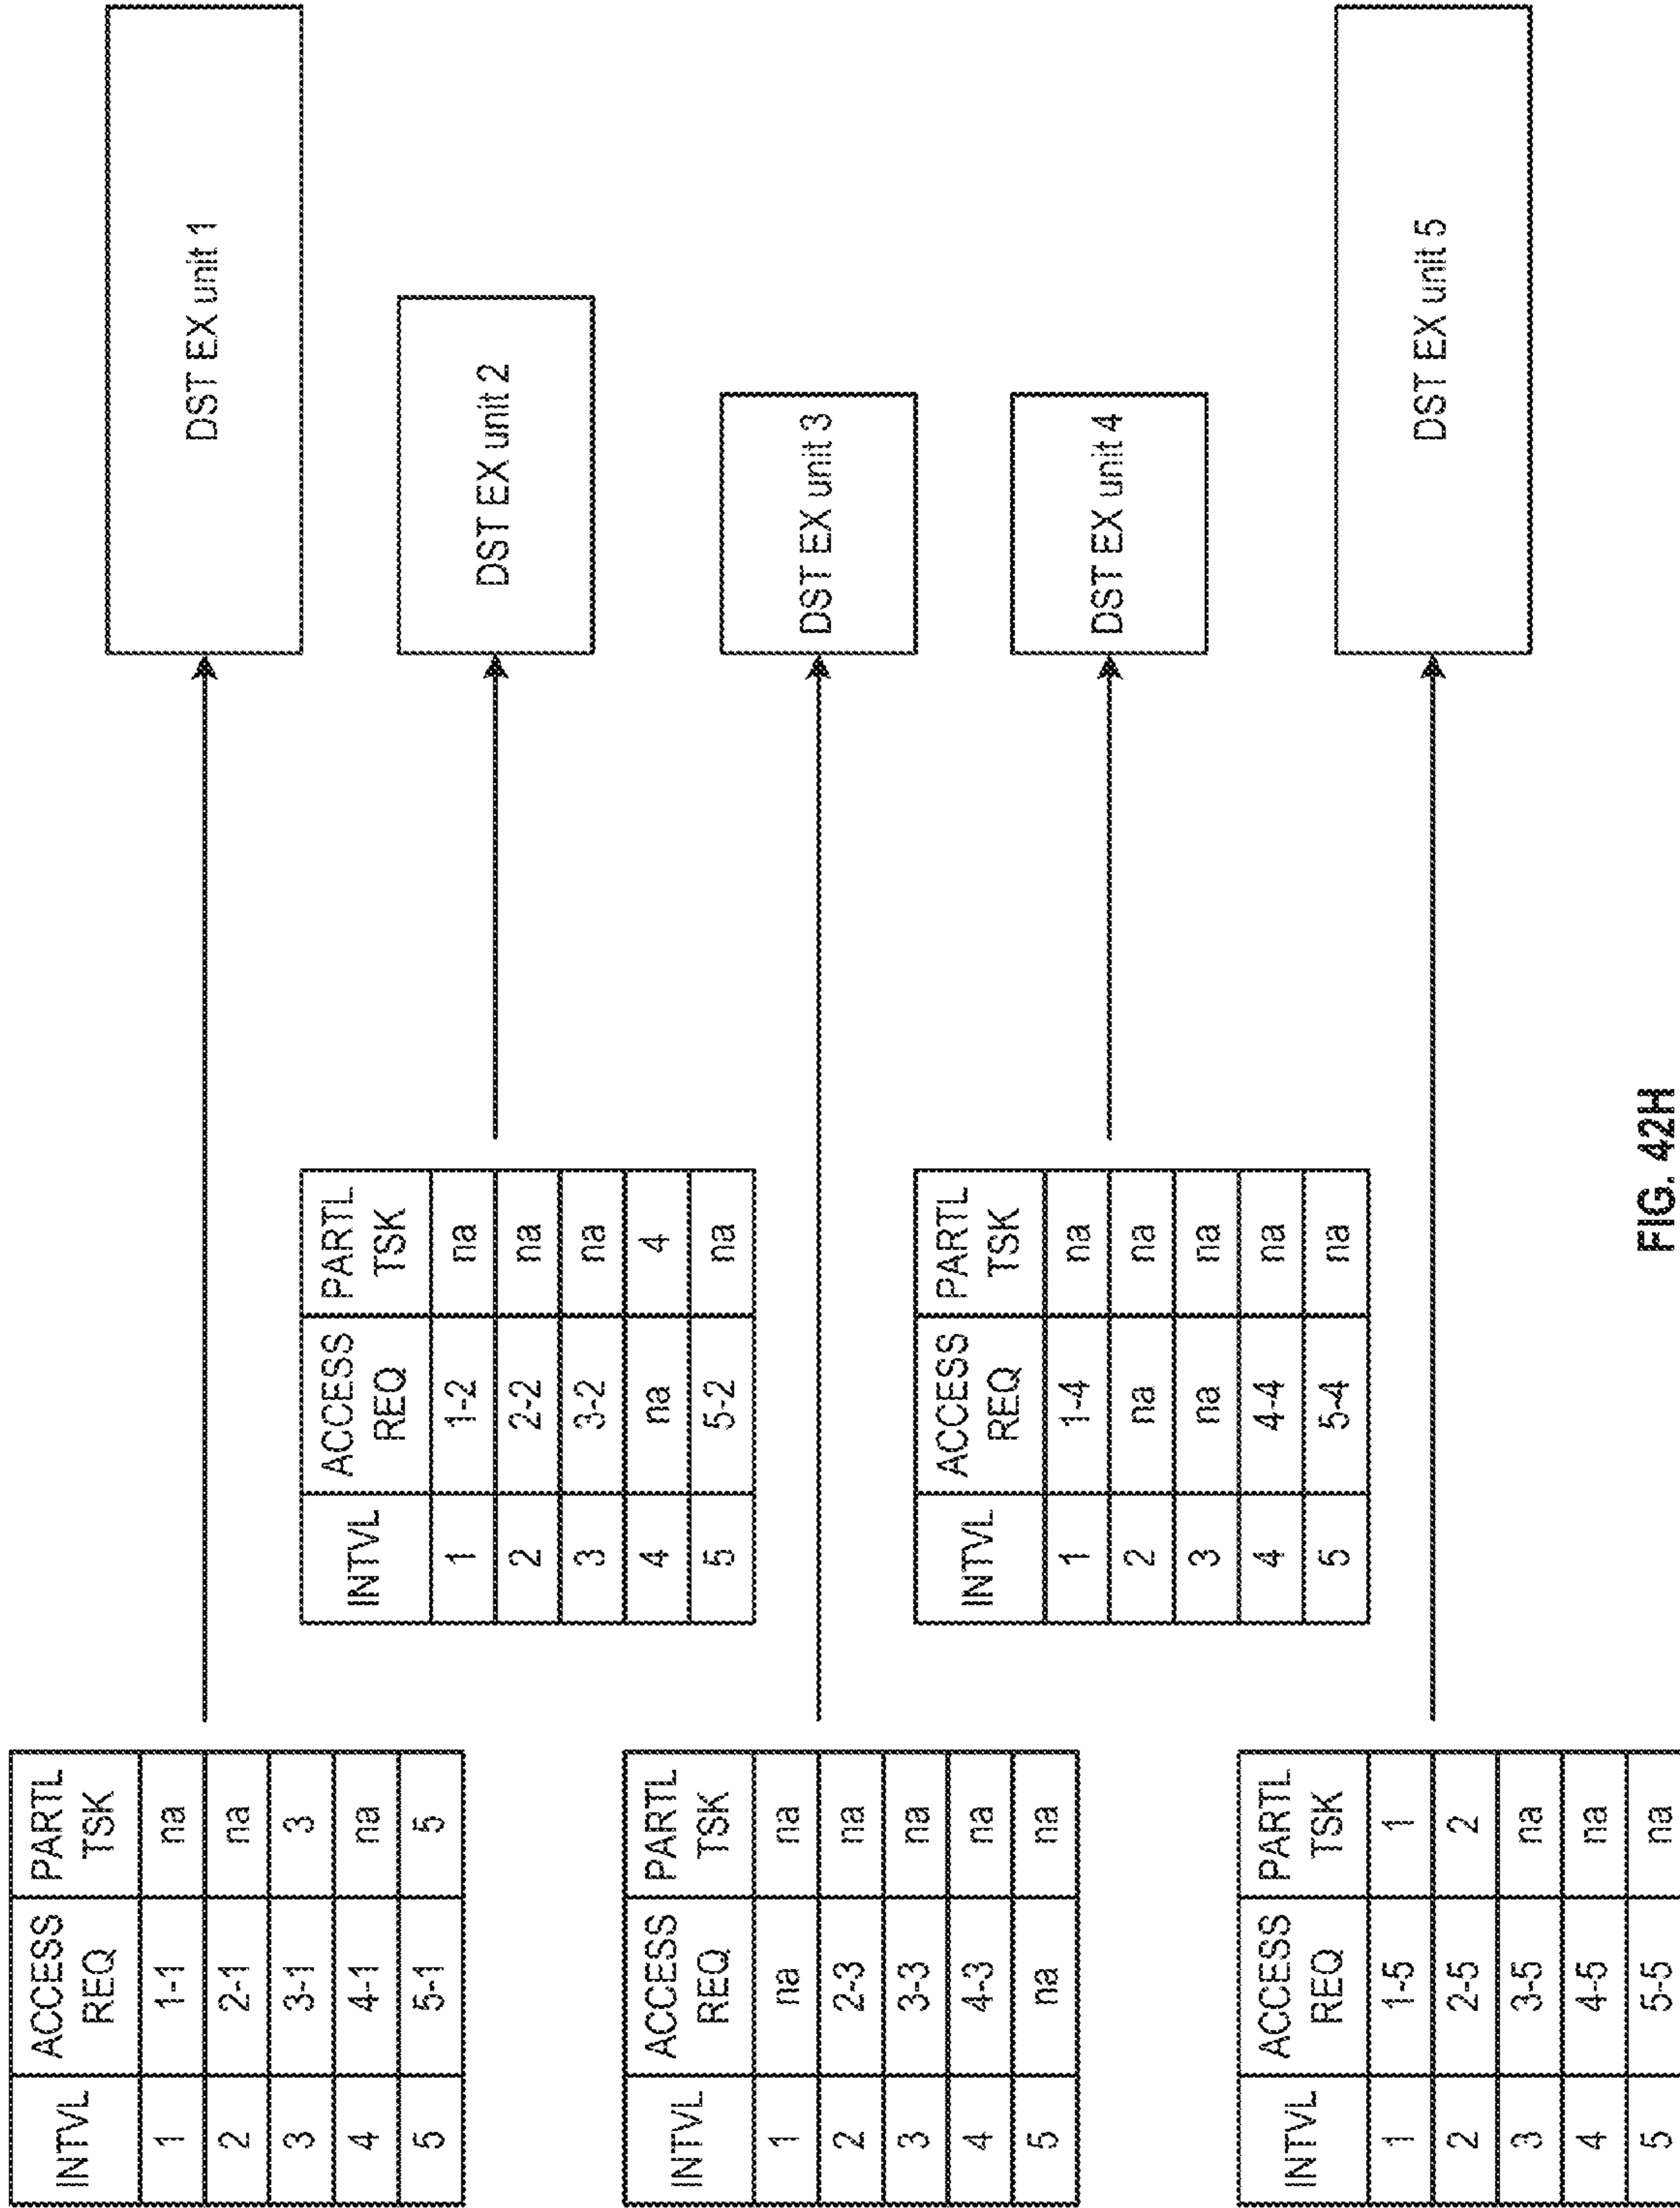 INTVL ACCESS REQ PARTL TSK
1 1-1 na
2 2-1 na
3 3-1 3
4 4-1 na
5 5-1 5
DST EX unit 1
INTVL ACCESS REQ PARTL TSK
1 1-2 na
2 2-2 na
3 3-2 na
4 na 4
5 5-2 na
DST EX unit 2
INTVL ACCESS REQ PARTL TSK
1 na na
2 2-3 na
3 3-3 na
4 4-3 na
5 na na
DST EX unit 3
INTVL ACCESS REQ PARTL TSK
1 1-4 na
2 na na
3 na na
4 4-4 na
5 5-4 na
DST EX unit 4
INTVL ACCESS REQ PARTL TSK
1 1-5 1
2 2-5 2
3 3-5 na
4 4-5 na
5 5-5 na
DST EX unit 5
FIG. 42H